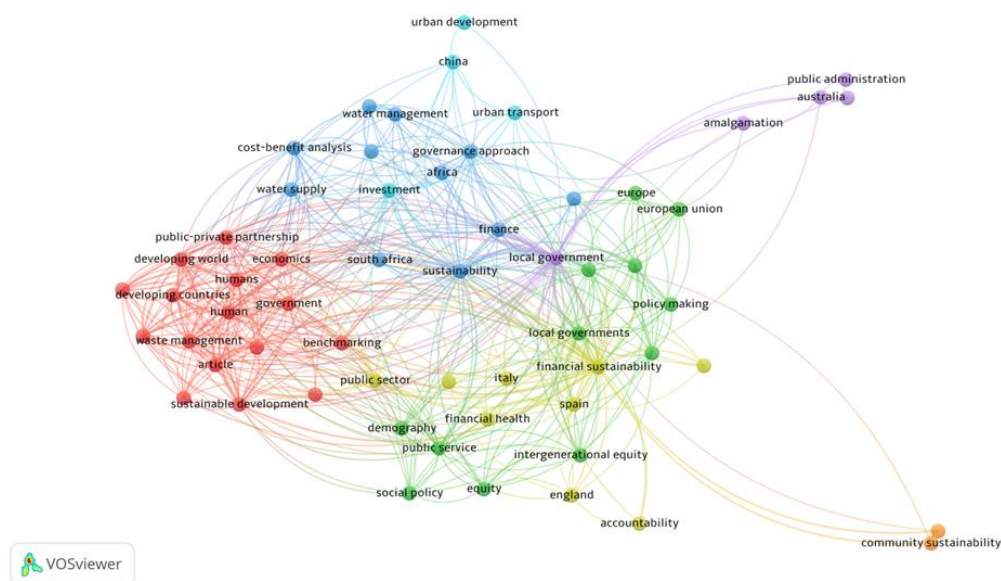 urban development
china
public administration
australia
water management
urban transport
amalgamation
cost-benefit analysis
governance approach
africa
water supply
investment
europe
european union
finance
public-private partnership
developing world
economics
south africa
local government
sustainability
humans
developing countries
government
policy making
human
local governments
waste management
benchmarking
article
financial sustainability
public sector
italy
sustainable development
spain
financial health
demography
public service
intergenerational equity
social policy
equity
england
accountability
community sustainability
VOSviewer